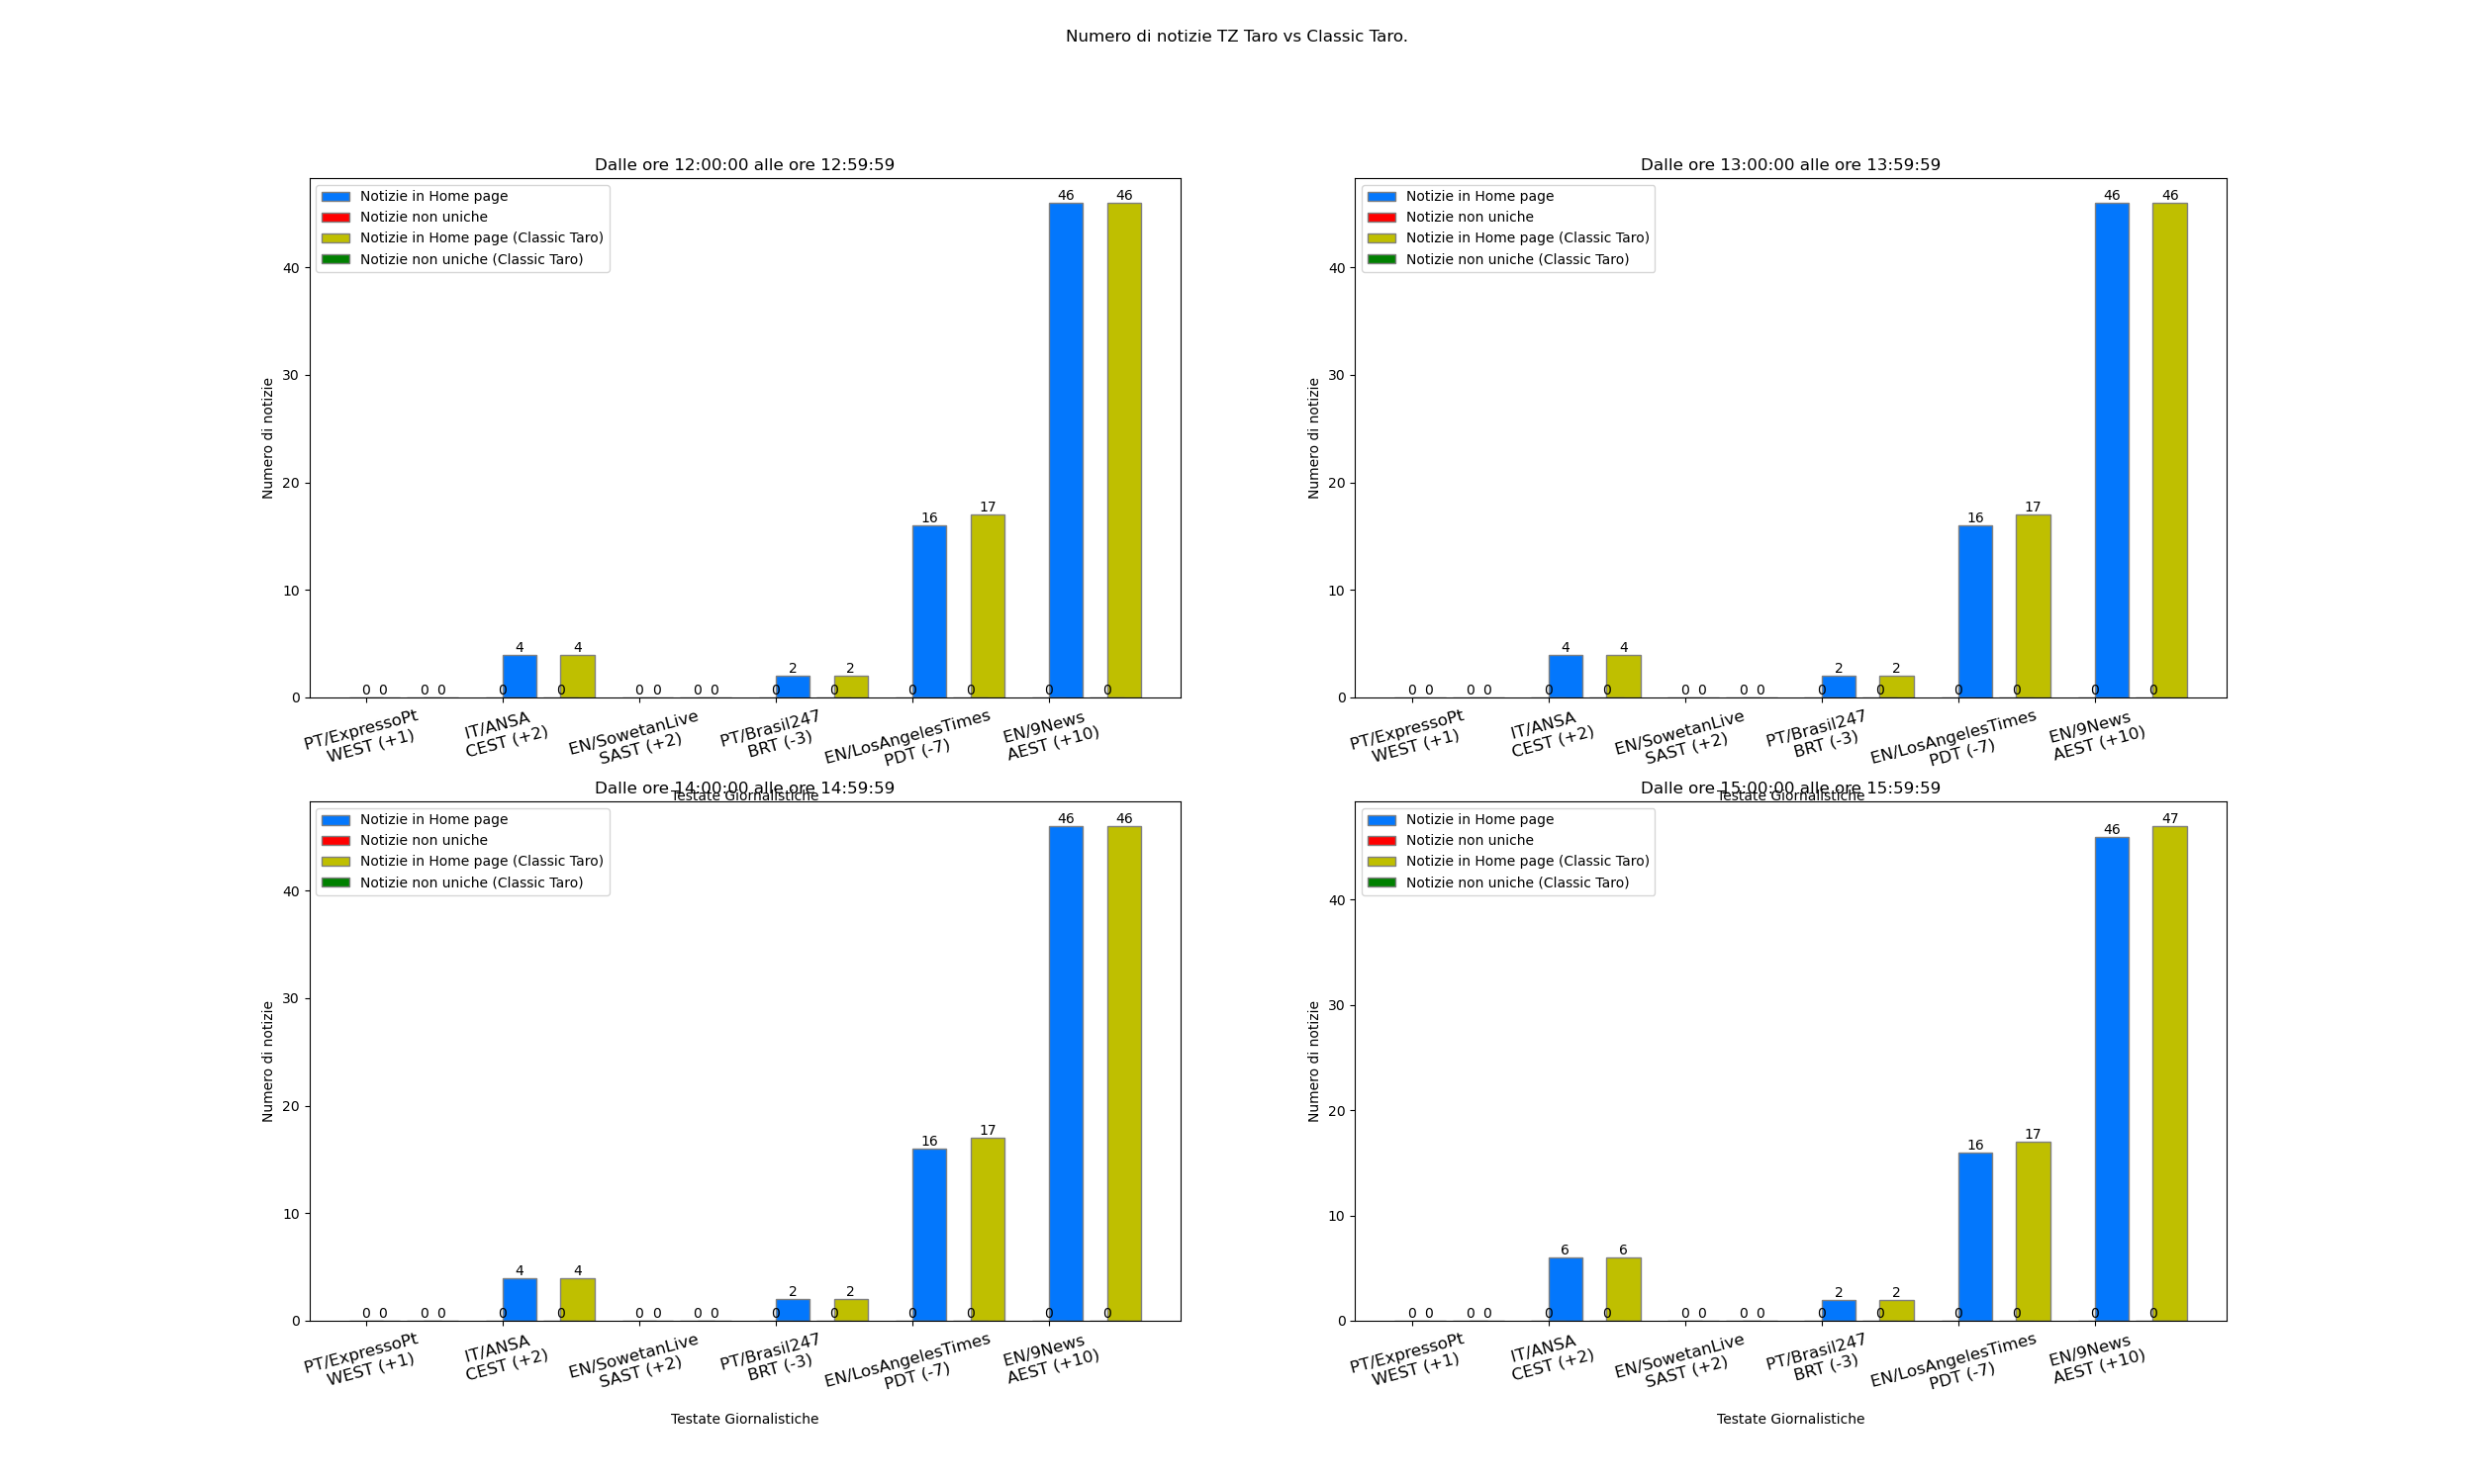 Numero di notizie TZ Taro vs Classic Taro.
Dalle ore 12:00:00 alle ore 12:59:59
Notizie in Home page
Notizie non uniche
Notizie in Home page (Classic Taro)
Notizie non uniche (Classic Taro)
Numero di notizie
40
30
20
10
0
0 0 0 0
0 4 0 4
0 0 0 0
0 2 0 2
0 16 0 17
0 46 0 46
PT/ExpressoPt
WEST (+1)
IT/ANSA
CEST (+2)
EN/SowetanLive
SAST (+2)
PT/Brasil247
BRT (-3)
EN/LosAngelesTimes
PDT (-7)
EN/9News
AEST (+10)
Testate Giornalistiche
Dalle ore 13:00:00 alle ore 13:59:59
Notizie in Home page
Notizie non uniche
Notizie in Home page (Classic Taro)
Notizie non uniche (Classic Taro)
Numero di notizie
40
30
20
10
0
0 0 0 0
0 4 0 4
0 0 0 0
0 2 0 2
0 16 0 17
0 46 0 46
PT/ExpressoPt
WEST (+1)
IT/ANSA
CEST (+2)
EN/SowetanLive
SAST (+2)
PT/Brasil247
BRT (-3)
EN/LosAngelesTimes
PDT (-7)
EN/9News
AEST (+10)
Testate Giornalistiche
Dalle ore 14:00:00 alle ore 14:59:59
Notizie in Home page
Notizie non uniche
Notizie in Home page (Classic Taro)
Notizie non uniche (Classic Taro)
Numero di notizie
40
30
20
10
0
0 0 0 0
0 4 0 4
0 0 0 0
0 2 0 2
0 16 0 17
0 46 0 46
PT/ExpressoPt
WEST (+1)
IT/ANSA
CEST (+2)
EN/SowetanLive
SAST (+2)
PT/Brasil247
BRT (-3)
EN/LosAngelesTimes
PDT (-7)
EN/9News
AEST (+10)
Testate Giornalistiche
Dalle ore 15:00:00 alle ore 15:59:59
Notizie in Home page
Notizie non uniche
Notizie in Home page (Classic Taro)
Notizie non uniche (Classic Taro)
Numero di notizie
40
30
20
10
0
0 0 0 0
0 6 0 6
0 0 0 0
0 2 0 2
0 16 0 17
0 46 0 47
PT/ExpressoPt
WEST (+1)
IT/ANSA
CEST (+2)
EN/SowetanLive
SAST (+2)
PT/Brasil247
BRT (-3)
EN/LosAngelesTimes
PDT (-7)
EN/9News
AEST (+10)
Testate Giornalistiche